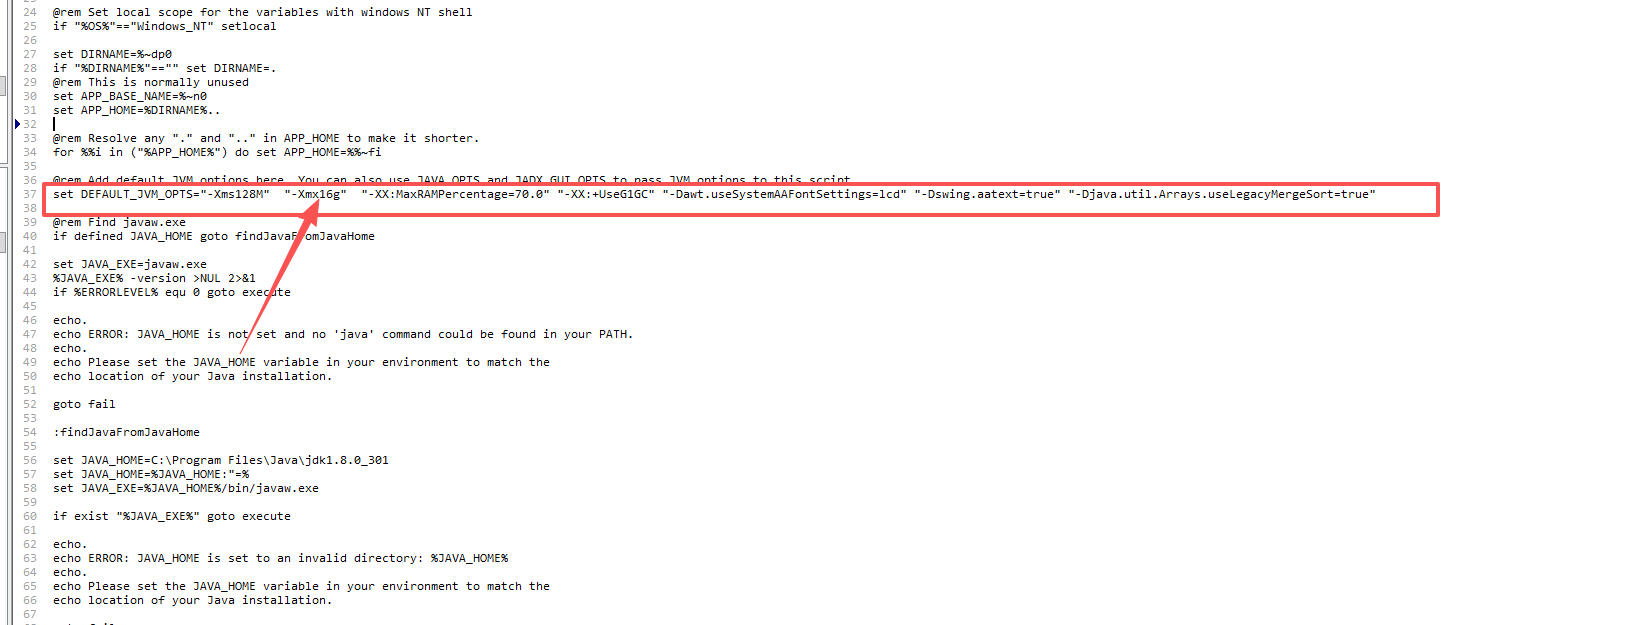 24 @rem Set local scope for the variables with windows NT shell
25 if "%OS%"=="Windows_NT" setlocal
26
27 set DIRNAME=%~dp0
28 if "%DIRNAME%"=="" set DIRNAME=.
29 @rem This is normally unused
30 set APP_BASE_NAME=%~n0
31 set APP_HOME=%DIRNAME%..
32
33 @rem Resolve any "." and ".." in APP_HOME to make it shorter.
34 for %%i in ("%APP_HOME%") do set APP_HOME=%%~fi
35
36 @rem Add default JVM options here. You can also use JAVA_OPTS and JADX_GUI_OPTS to pass JVM options to this script.
37 set DEFAULT_JVM_OPTS="-Xms128M"  "-Xmx16g"  "-XX:MaxRAMPercentage=70.0" "-XX:+UseG1GC" "-Dawt.useSystemAAFontSettings=lcd" "-Dswing.aatext=true" "-Djava.util.Arrays.useLegacyMergeSort=true"
38
39 @rem Find javaw.exe
40 if defined JAVA_HOME goto findJavaFromJavaHome
41
42 set JAVA_EXE=javaw.exe
43 %JAVA_EXE% -version >NUL 2>&1
44 if %ERRORLEVEL% equ 0 goto execute
45
46 echo.
47 echo ERROR: JAVA_HOME is not set and no 'java' command could be found in your PATH.
48 echo.
49 echo Please set the JAVA_HOME variable in your environment to match the
50 echo location of your Java installation.
51
52 goto fail
53
54 :findJavaFromJavaHome
55
56 set JAVA_HOME=C:\Program Files\Java\jdk1.8.0_301
57 set JAVA_HOME=%JAVA_HOME:"=%
58 set JAVA_EXE=%JAVA_HOME%/bin/javaw.exe
59
60 if exist "%JAVA_EXE%" goto execute
61
62 echo.
63 echo ERROR: JAVA_HOME is set to an invalid directory: %JAVA_HOME%
64 echo.
65 echo Please set the JAVA_HOME variable in your environment to match the
66 echo location of your Java installation.
67